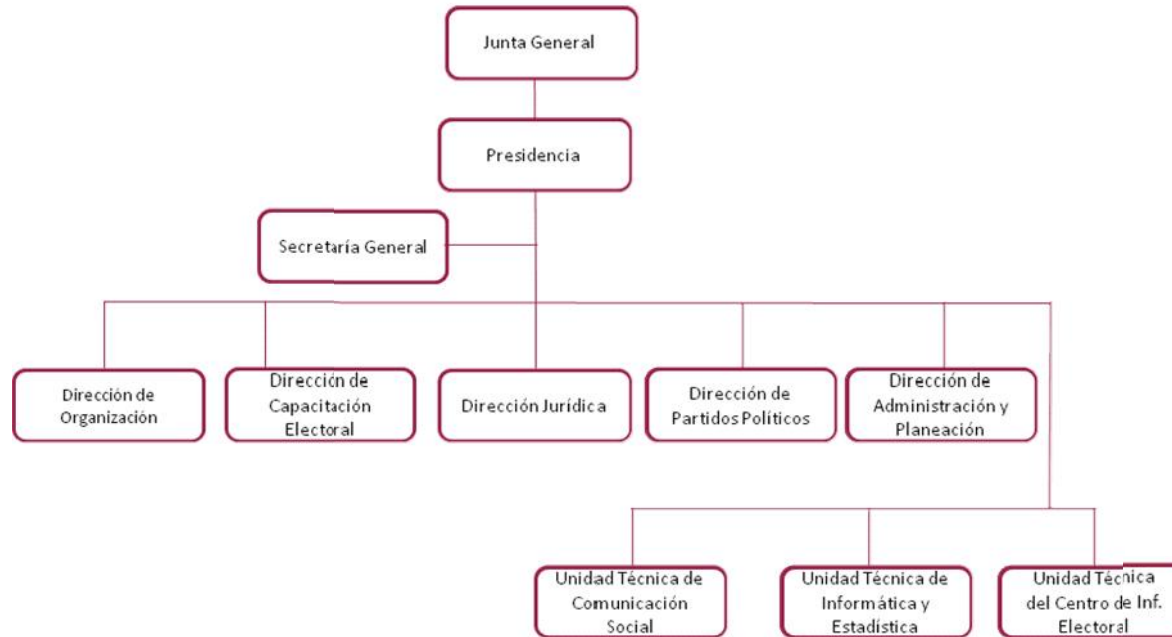 Junta General
Presidencia
Secretaría General
Dirección de
Organización
Dirección de
Capacitación
Electoral
Dirección Jurídica
Dirección de
Partidos Políticos
Dirección de
Administración y
Planeación
Unidad Técnica de
Comunicación
Social
Unidad Técnica de
Informática y
Estadística
Unidad Técnica
del Centro de Inf.
Electoral